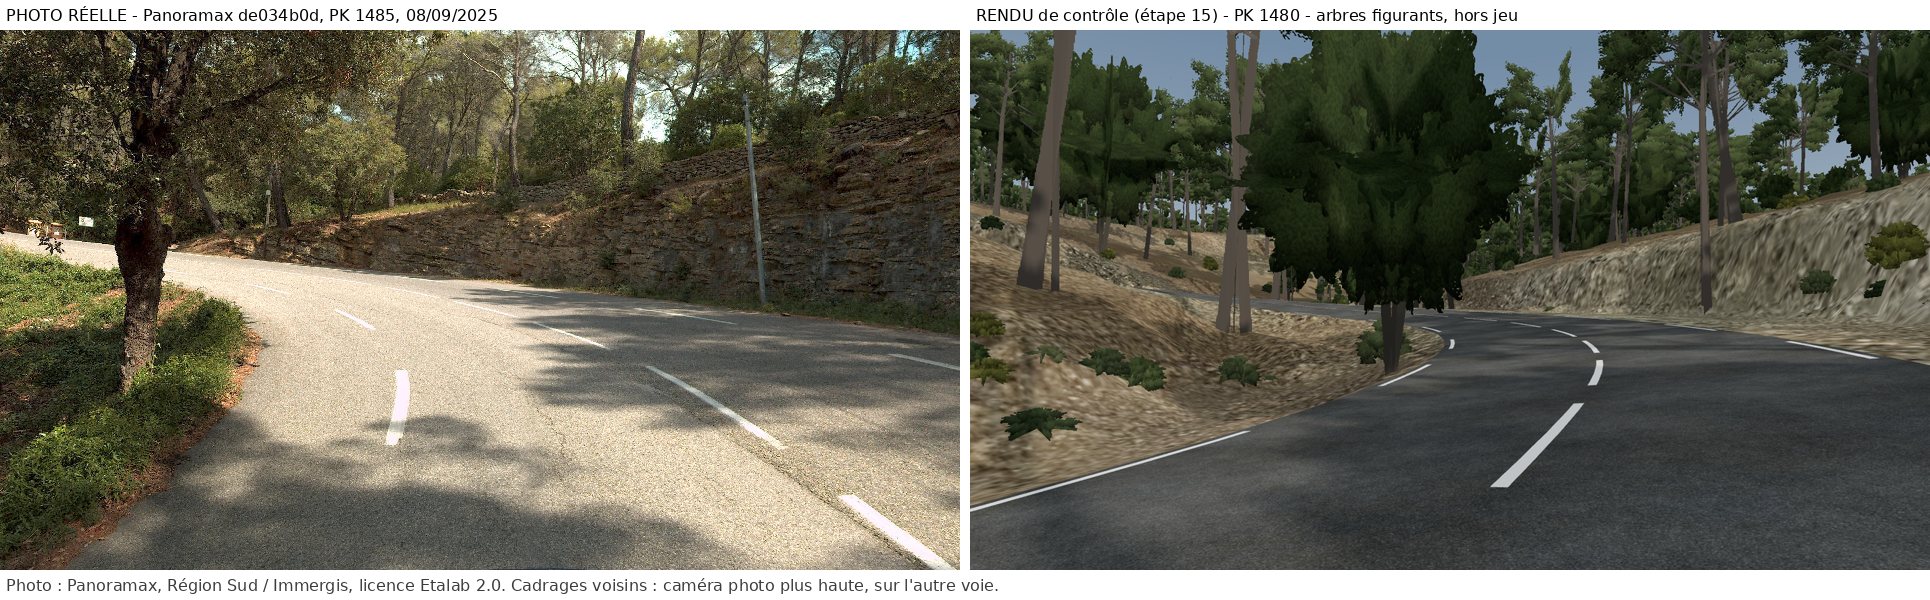 PHOTO RÉELLE - Panoramax de034b0d, PK 1485, 08/09/2025
RENDU de contrôle (étape 15) - PK 1480 - arbres figurants, hors jeu
Photo : Panoramax, Région Sud / Immergis, licence Etalab 2.0. Cadrages voisins : caméra photo plus haute, sur l'autre voie.